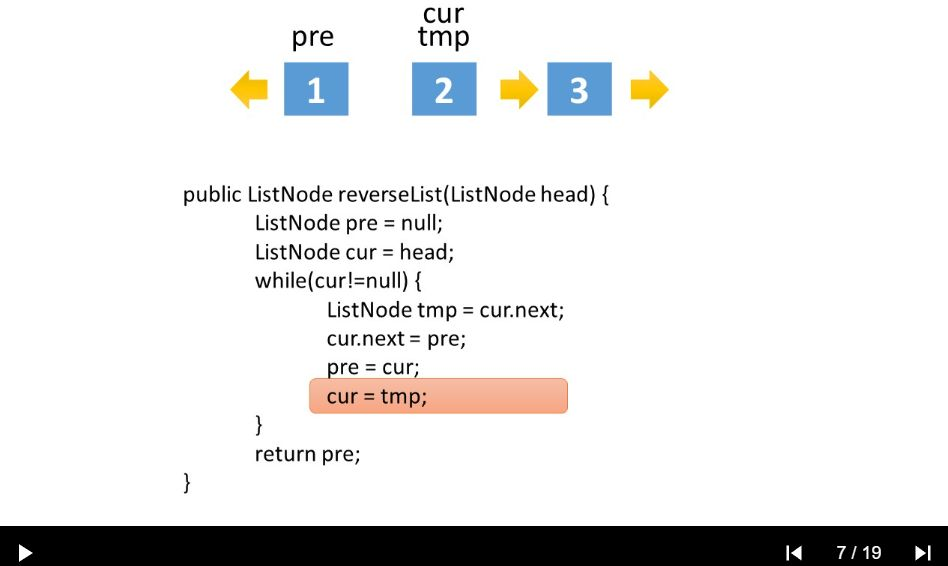 cur
pre tmp
1 2 3
public ListNode reverseList(ListNode head) {
ListNode pre = null;
ListNode cur = head;
while(cur!=null) {
ListNode tmp = cur.next;
cur.next = pre;
pre = cur;
cur = tmp;
}
return pre;
}
7 / 19